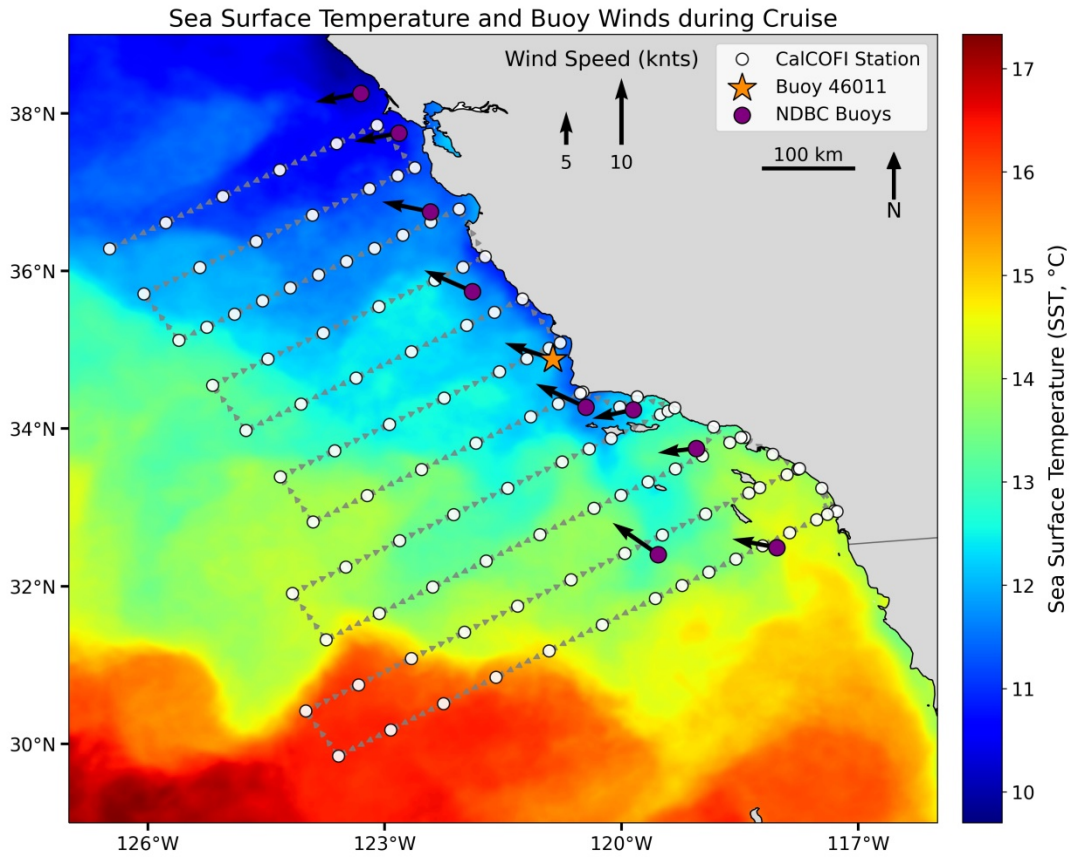 Sea Surface Temperature and Buoy Winds during Cruise
Wind Speed (knts)
5
10
CalCOFI Station
Buoy 46011
NDBC Buoys
100 km
N
38°N
36°N
34°N
32°N
30°N
126°W
123°W
120°W
117°W
17
16
15
14
13
12
11
10
Sea Surface Temperature (SST, °C)